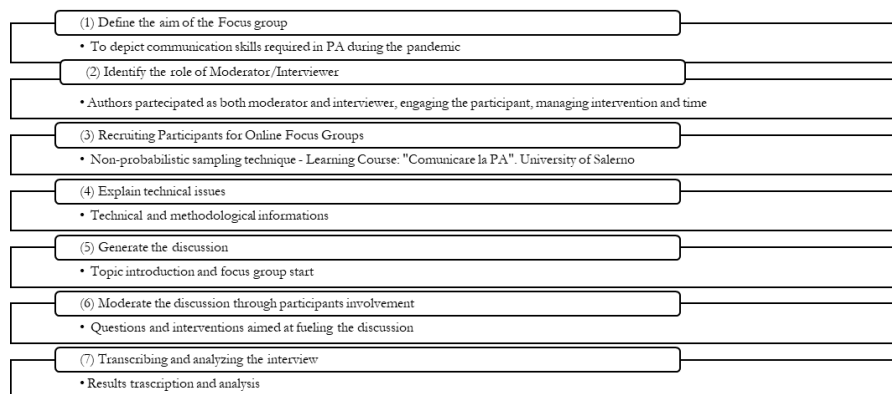 (1) Define the aim of the Focus group
• To depict communication skills required in PA during the pandemic
(2) Identify the role of Moderator/Interviewer
• Authors partecipated as both moderator and interviewer, engaging the participant, managing intervention and time
(3) Recruiting Participants for Online Focus Groups
• Non-probabilistic sampling technique - Learning Course: "Comunicare la PA". University of Salerno
(4) Explain technical issues
• Technical and methodological informations
(5) Generate the discussion
• Topic introduction and focus group start
(6) Moderate the discussion through participants involvement
• Questions and interventions aimed at fueling the discussion
(7) Transcribing and analyzing the interview
• Results trascription and analysis